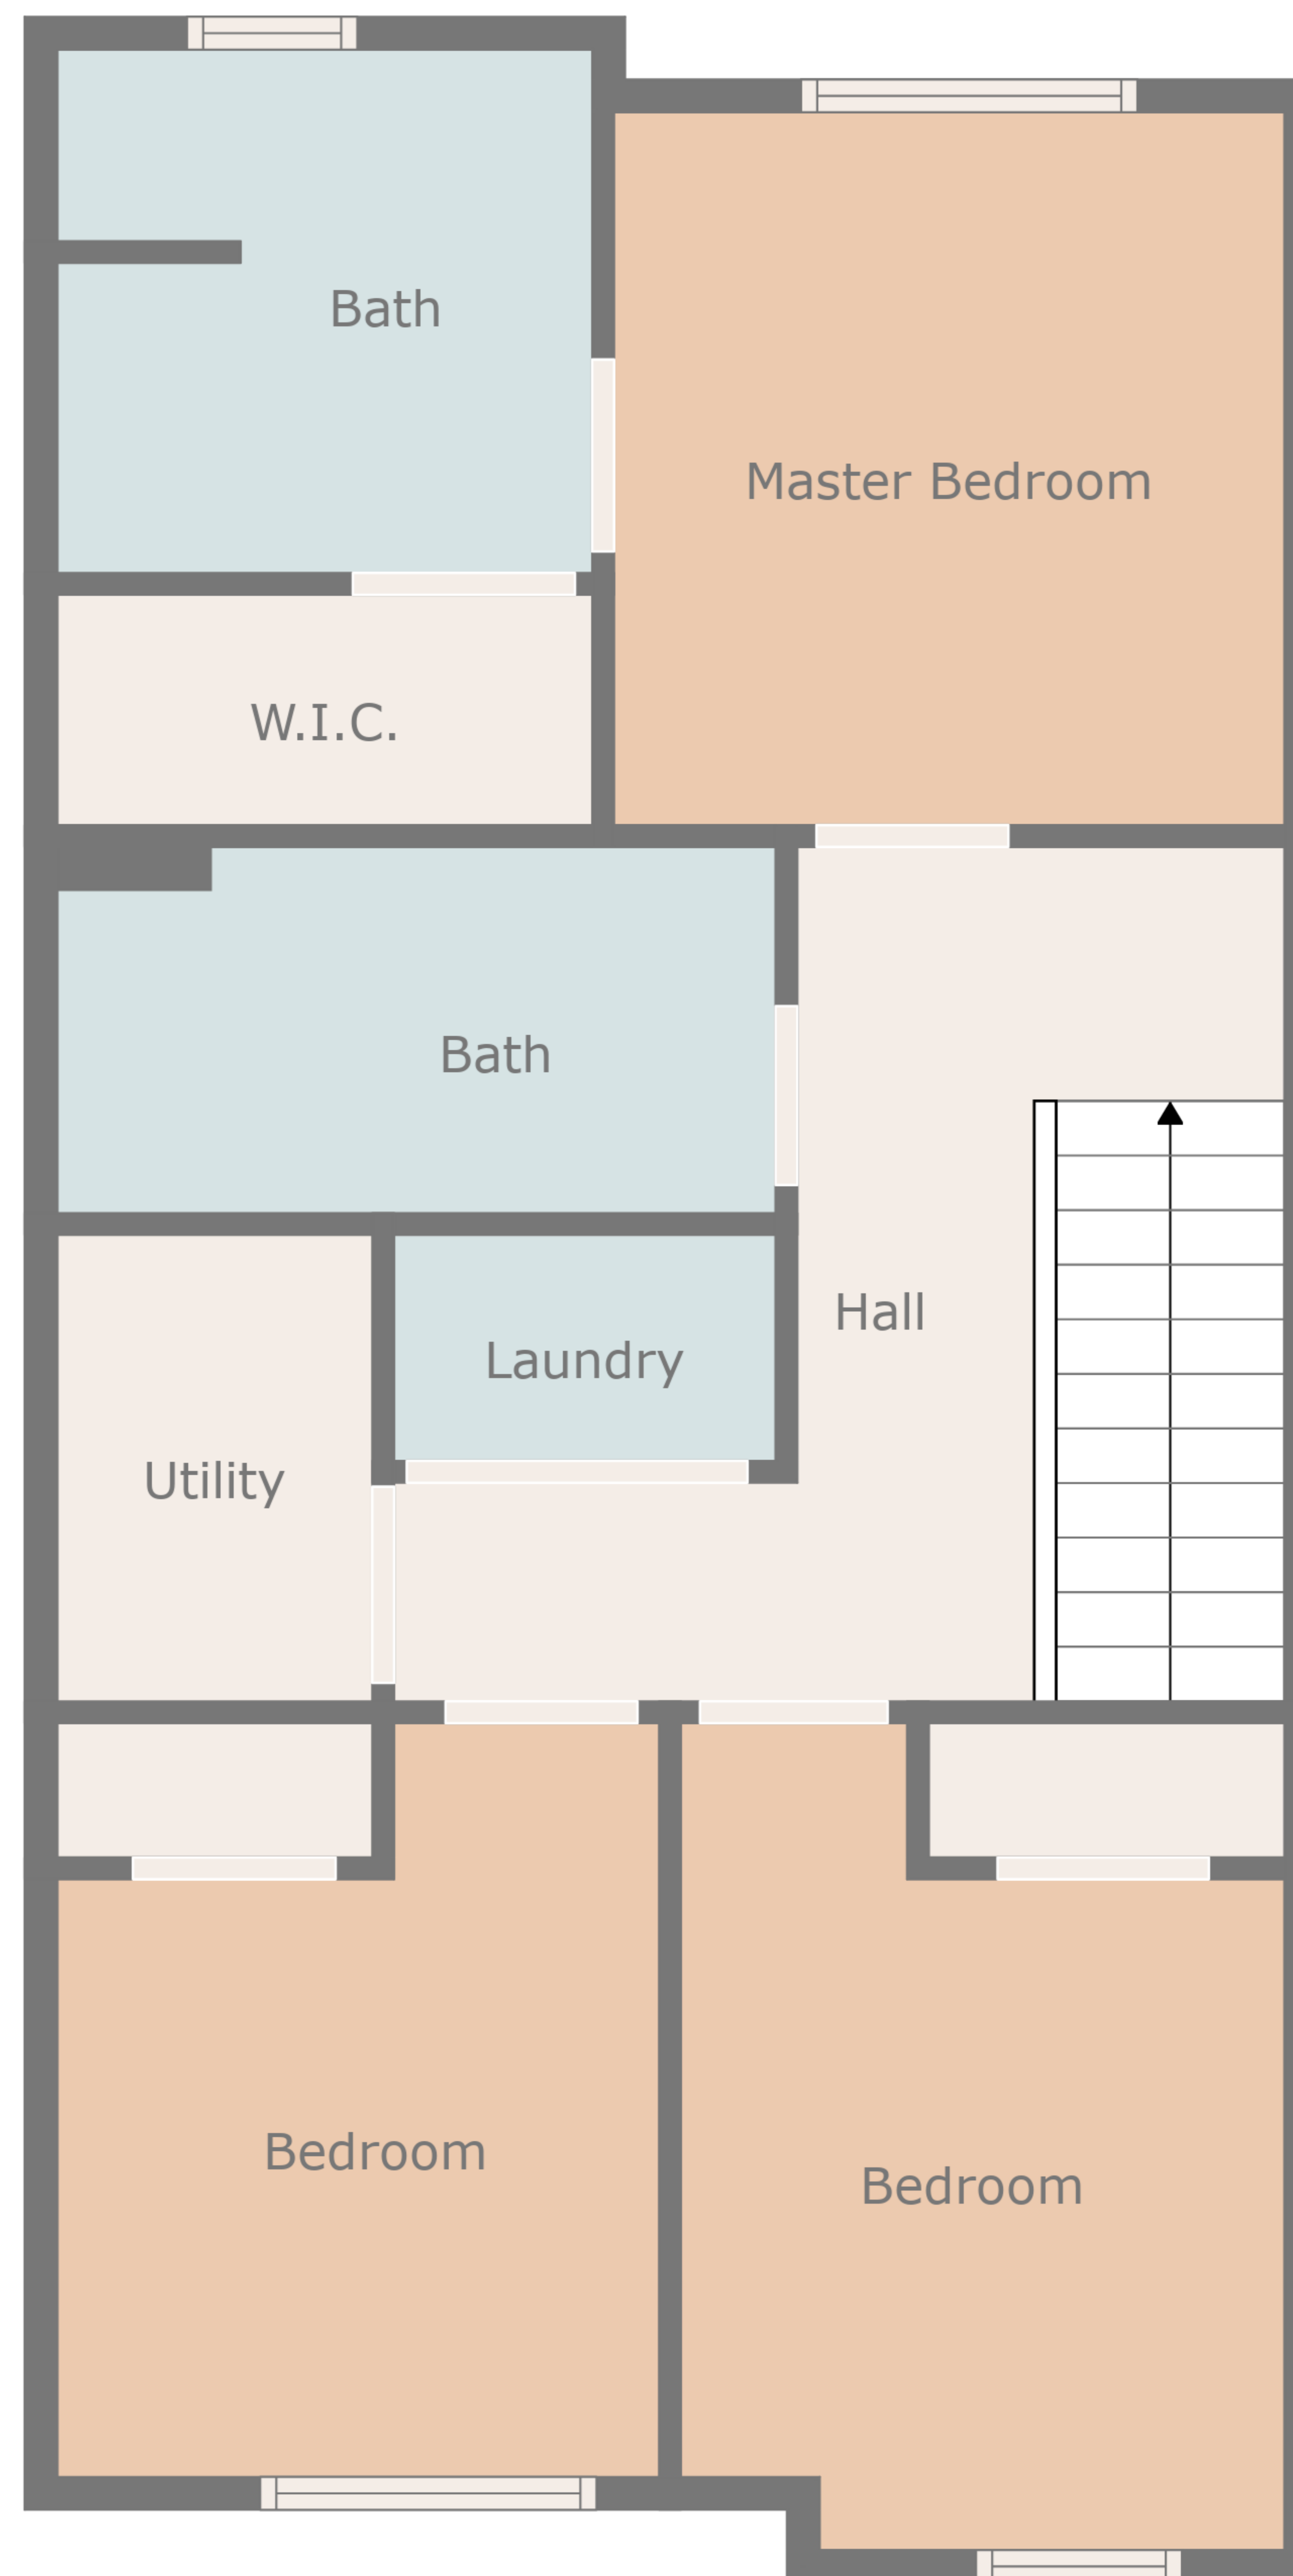 Bath
Master Bedroom
W.I.C.
Bath
Hall
Laundry
Utility
Bedroom
Bedroom